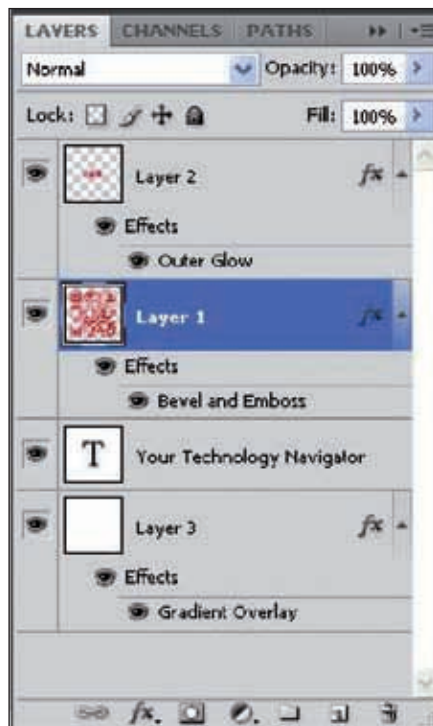 LAYERS CHANNELS PATHS
Normal Opacity: 100%
Lock: Fill: 100%
Layer 2 fx
Effects
Outer Glow
Layer 1 fx
Effects
Bevel and Emboss
T Your Technology Navigator
Layer 3 fx
Effects
Gradient Overlay
fx.